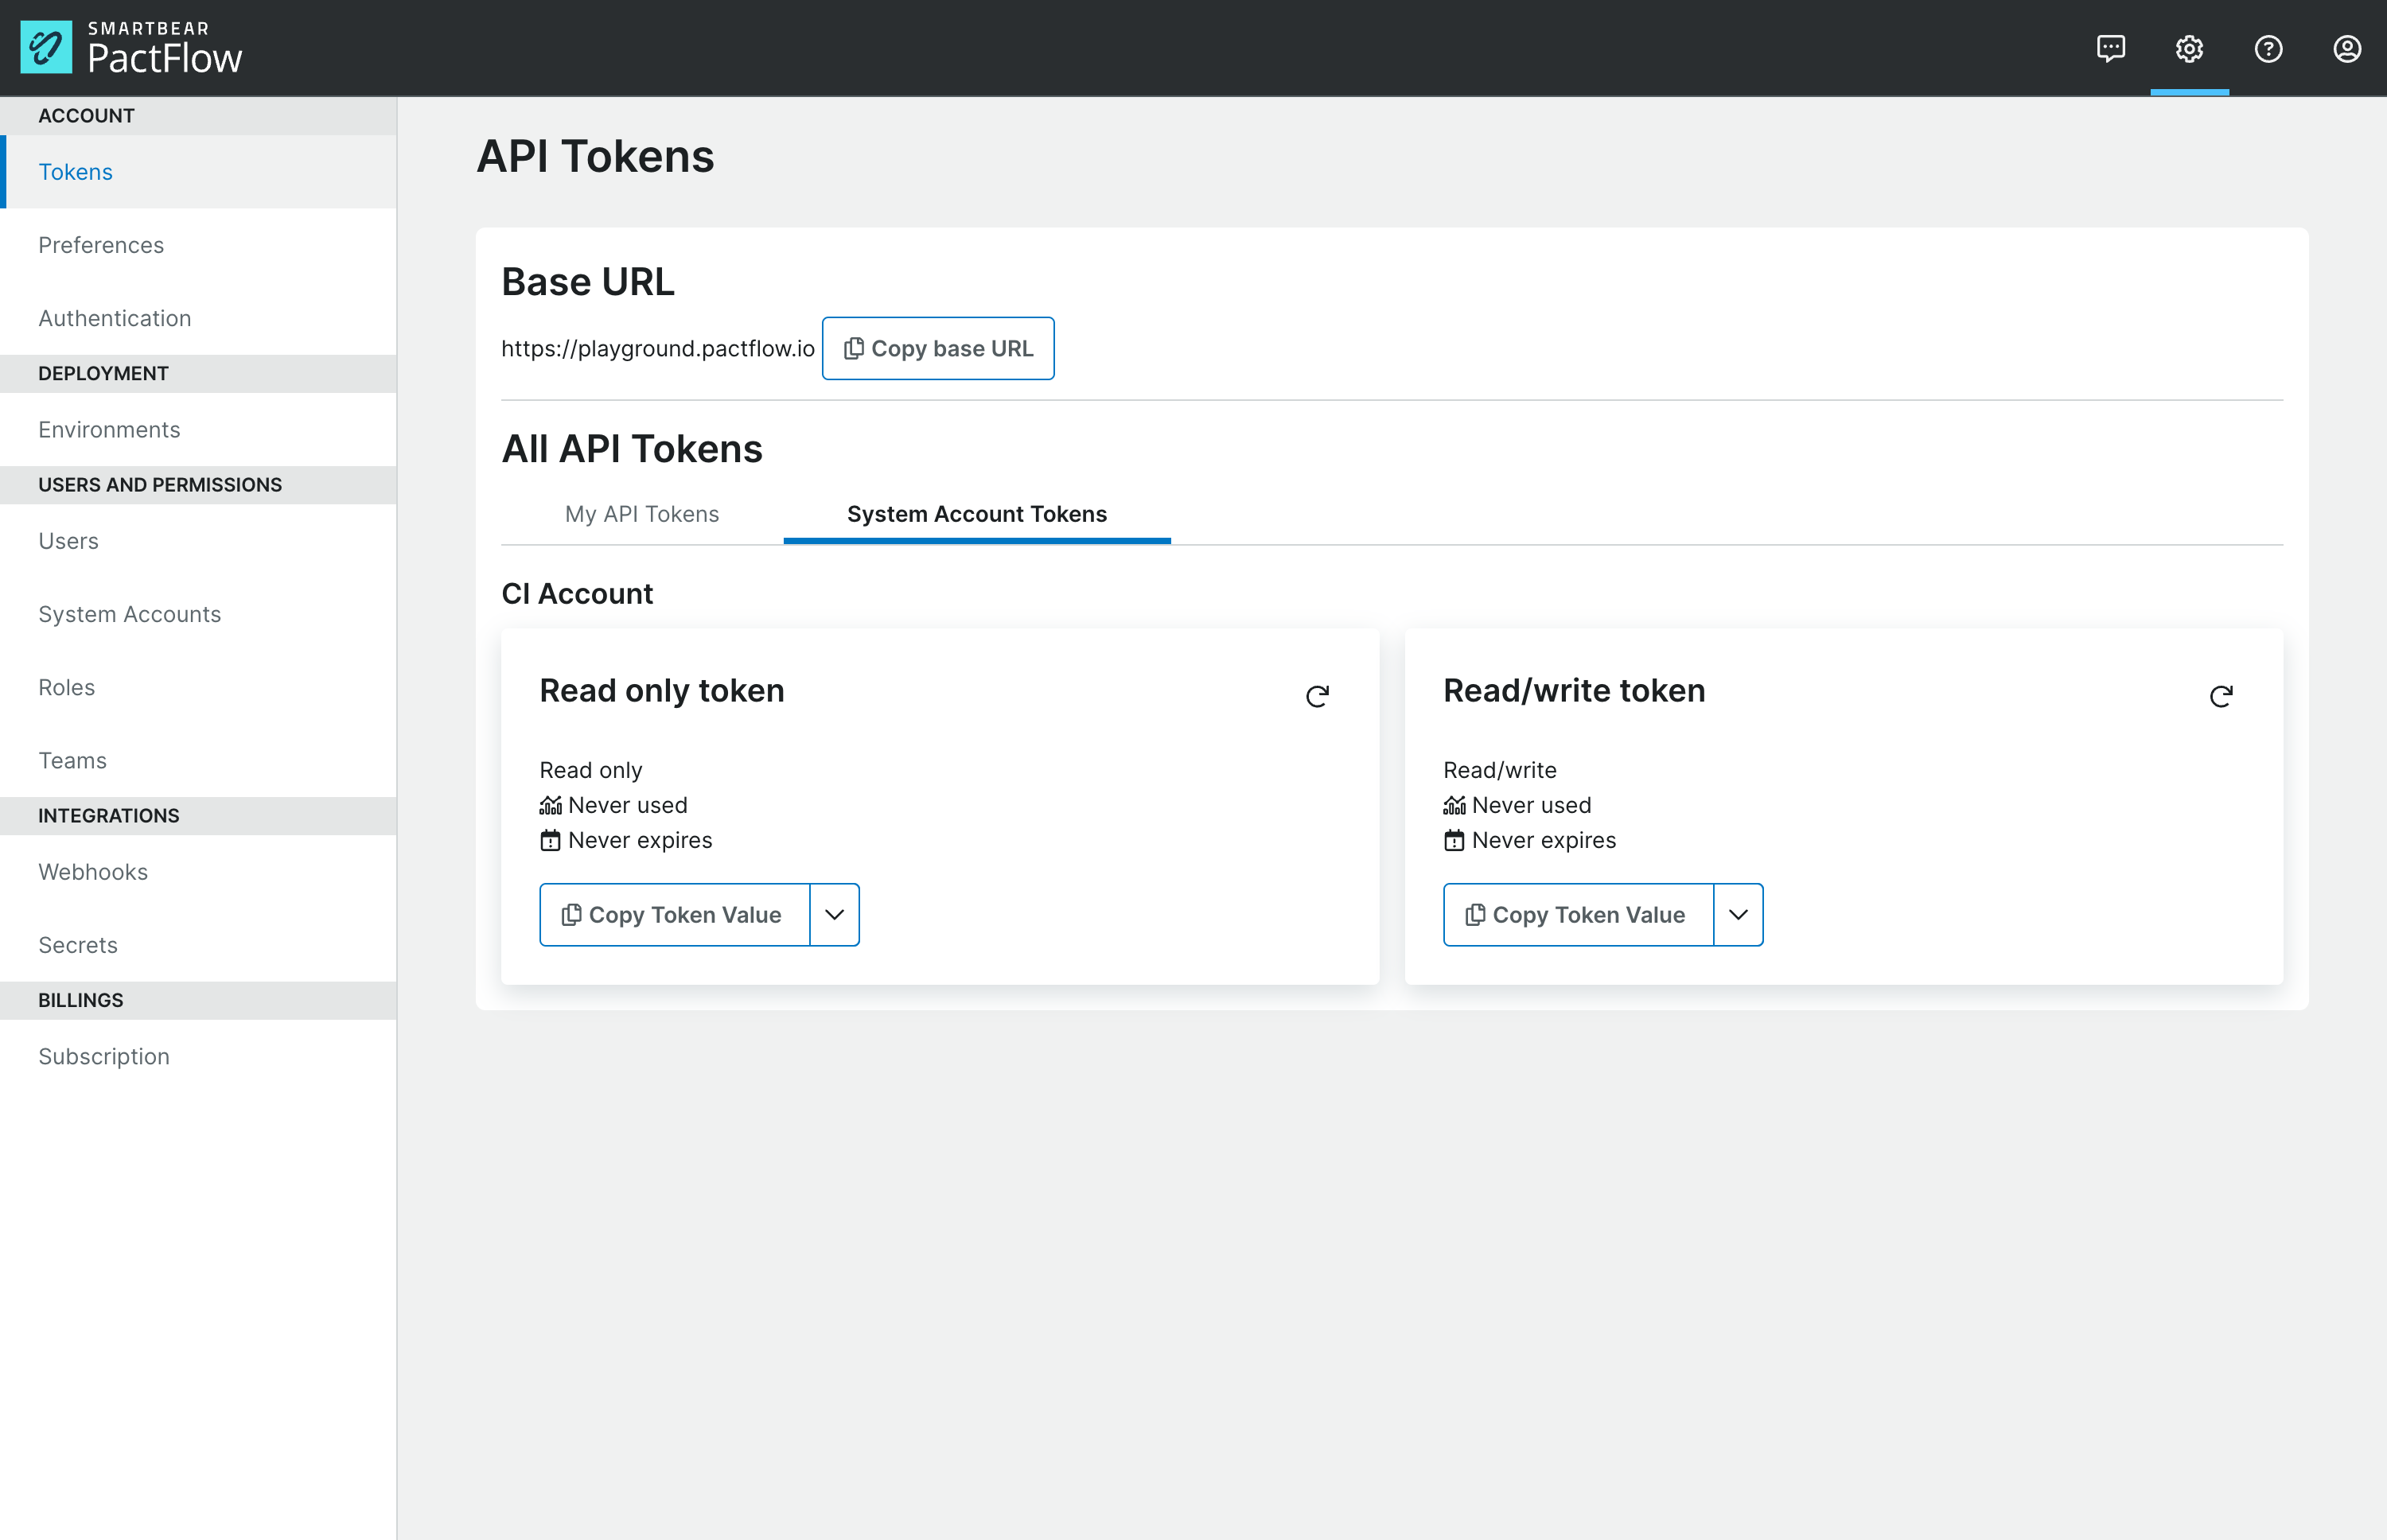 SMARTBEAR
PactFlow
ACCOUNT
Tokens
Preferences
Authentication
DEPLOYMENT
Environments
USERS AND PERMISSIONS
Users
System Accounts
Roles
Teams
INTEGRATIONS
Webhooks
Secrets
BILLINGS
Subscription
API Tokens
Base URL
https://playground.pactflow.io Copy base URL
All API Tokens
My API Tokens System Account Tokens
CI Account
Read only token
Read only
Never used
Never expires
Copy Token Value
Read/write token
Read/write
Never used
Never expires
Copy Token Value